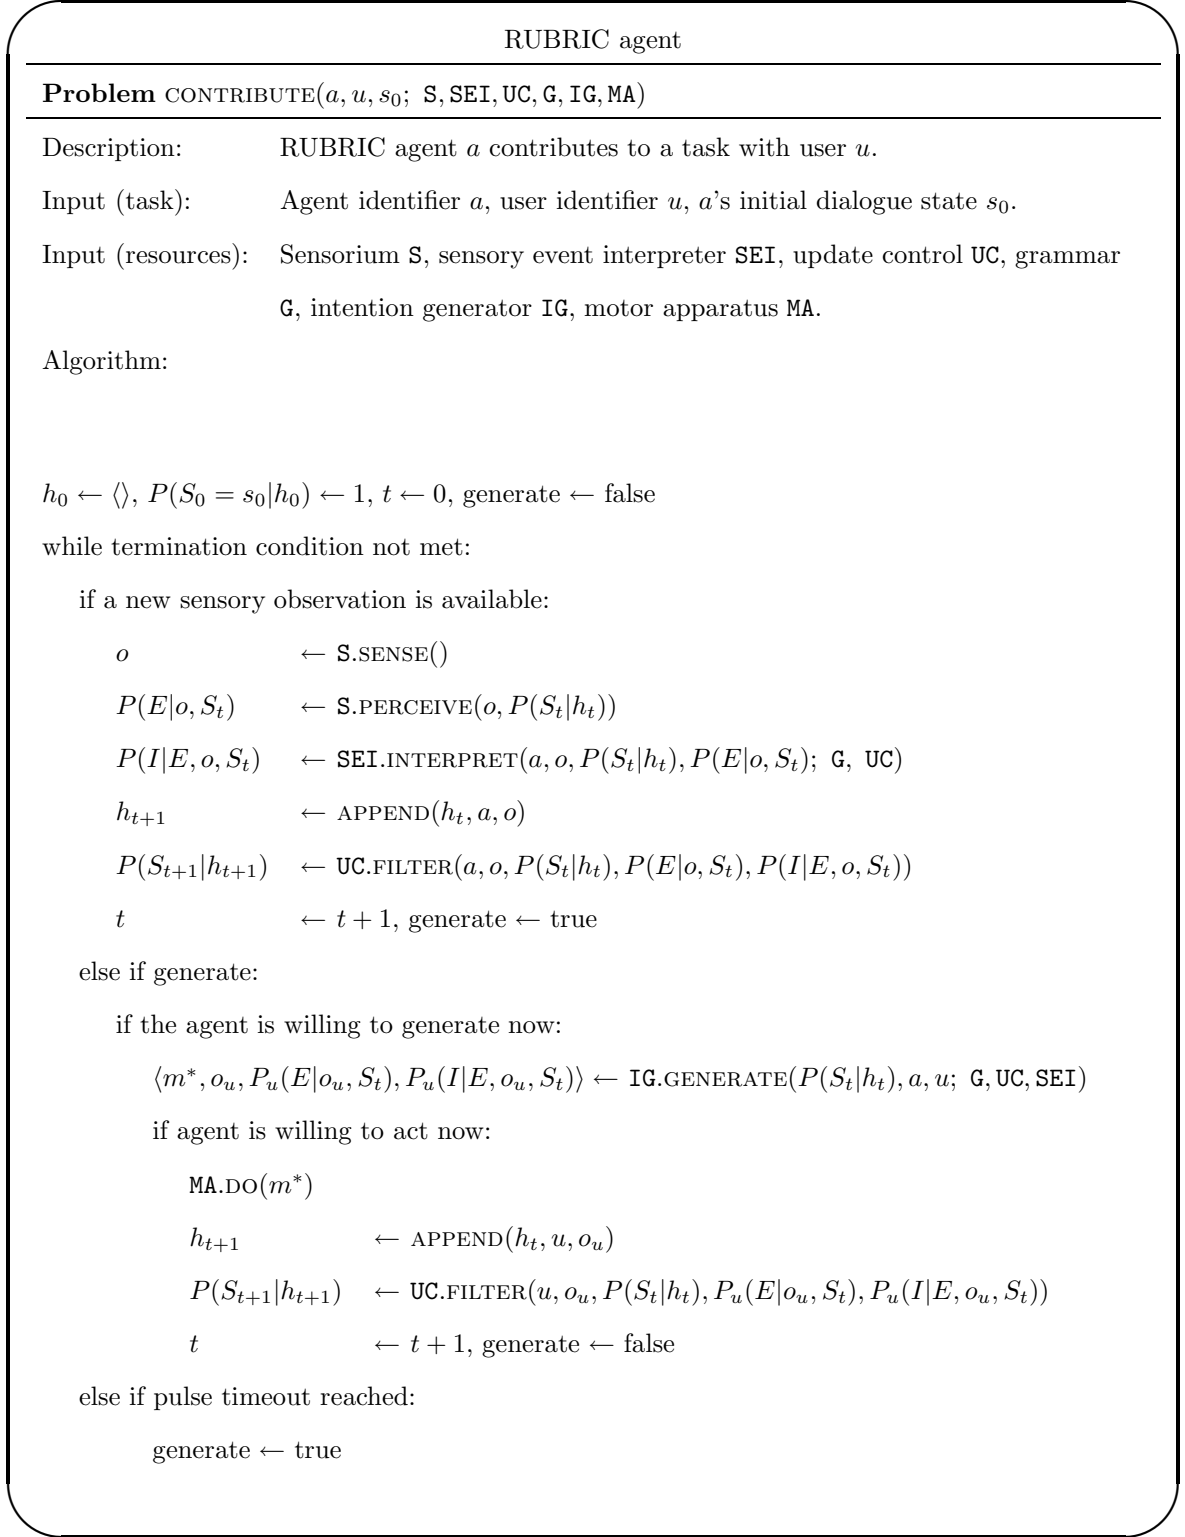 RUBRIC agent
Problem CONTRIBUTE(a, u, s₀; S, SEI, UC, G, IG, MA)
Description: RUBRIC agent a contributes to a task with user u.
Input (task): Agent identifier a, user identifier u, a's initial dialogue state s₀.
Input (resources): Sensorium S, sensory event interpreter SEI, update control UC, grammar
G, intention generator IG, motor apparatus MA.
Algorithm:
h₀ ← ⟨⟩, P(S₀ = s₀|h₀) ← 1, t ← 0, generate ← false
while termination condition not met:
if a new sensory observation is available:
o ← S.SENSE()
P(E|o, Sₜ) ← S.PERCEIVE(o, P(Sₜ|hₜ))
P(I|E, o, Sₜ) ← SEI.INTERPRET(a, o, P(Sₜ|hₜ), P(E|o, Sₜ); G, UC)
hₜ₊₁ ← APPEND(hₜ, a, o)
P(Sₜ₊₁|hₜ₊₁) ← UC.FILTER(a, o, P(Sₜ|hₜ), P(E|o, Sₜ), P(I|E, o, Sₜ))
t ← t + 1, generate ← true
else if generate:
if the agent is willing to generate now:
⟨m*, oᵤ, Pᵤ(E|oᵤ, Sₜ), Pᵤ(I|E, oᵤ, Sₜ)⟩ ← IG.GENERATE(P(Sₜ|hₜ), a, u; G, UC, SEI)
if agent is willing to act now:
MA.DO(m*)
hₜ₊₁ ← APPEND(hₜ, u, oᵤ)
P(Sₜ₊₁|hₜ₊₁) ← UC.FILTER(u, oᵤ, P(Sₜ|hₜ), Pᵤ(E|oᵤ, Sₜ), Pᵤ(I|E, oᵤ, Sₜ))
t ← t + 1, generate ← false
else if pulse timeout reached:
generate ← true